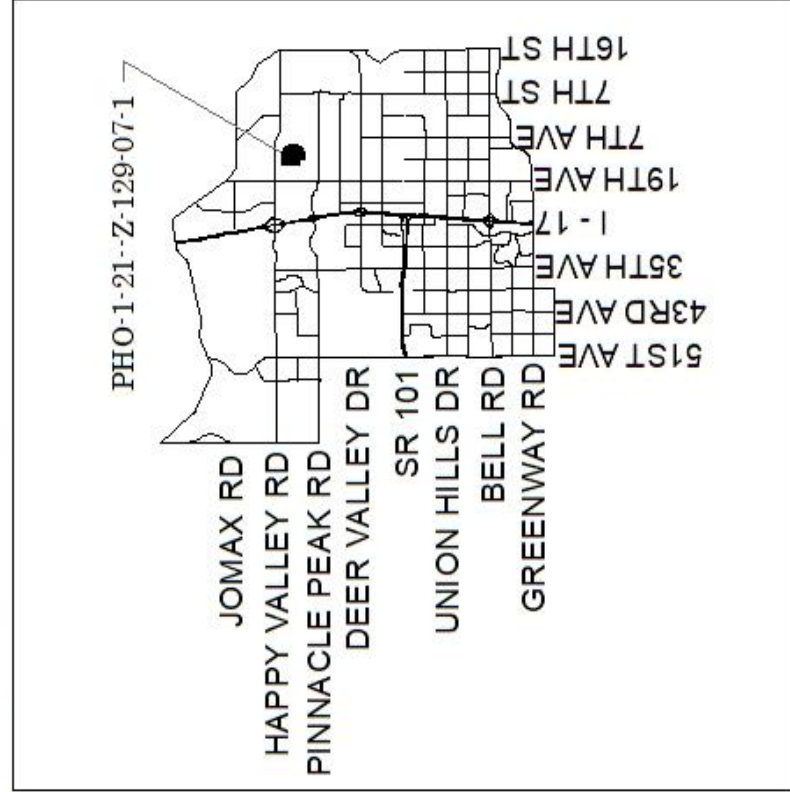 PHO-1-21--Z-129-07-1
16TH ST
7TH ST
7TH AVE
19TH AVE
I - 17
35TH AVE
43RD AVE
51ST AVE
JOMAX RD
HAPPY VALLEY RD
PINNACLE PEAK RD
DEER VALLEY DR
SR 101
UNION HILLS DR
BELL RD
GREENWAY RD